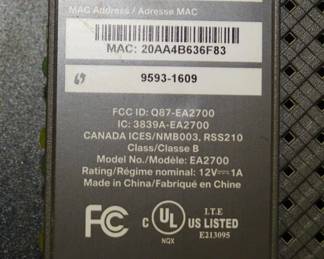 MAC Address / Adresse MAC
MAC: 20AA4B636F83
9593-1609
FCC ID: Q87-EA2700
IC: 3839A-EA2700
CANADA ICES/NMB003, RSS210
Class/Classe B
Model No./Modéle: EA2700
Rating/Régime nominal: 12V⎓1A
Made in China/Fabriqué en Chine
FC C UL US LISTED
I.T.E
E213095
NQX